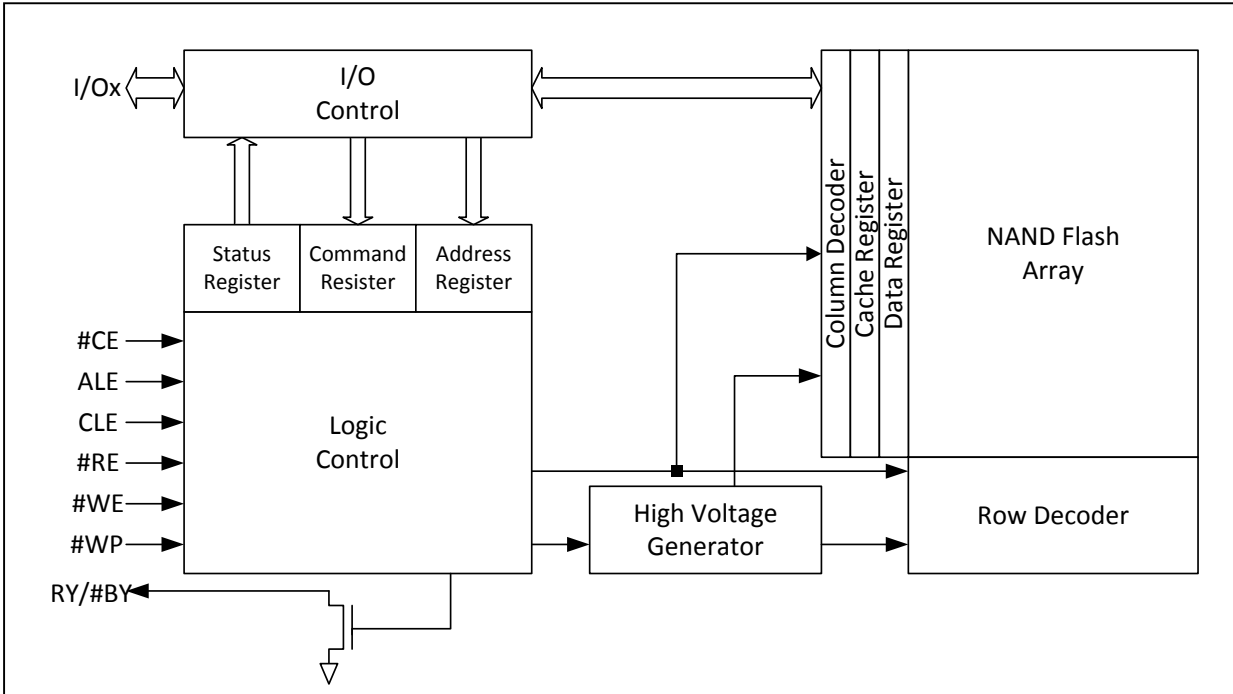 I/Ox
I/O
Control
Status
Register
Command
Resister
Address
Register
#CE
ALE
CLE
#RE
#WE
#WP
RY/#BY
Logic
Control
High Voltage
Generator
Column Decoder
Cache Register
Data Register
NAND Flash
Array
Row Decoder